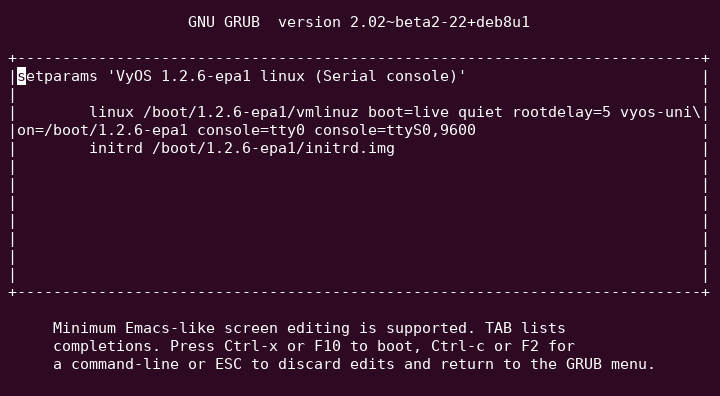 GNU GRUB  version 2.02~beta2-22+deb8u1
+----------------------------------------------------------------------------+
|setparams 'VyOS 1.2.6-epa1 linux (Serial console)'                          |
|                                                                            |
|        linux /boot/1.2.6-epa1/vmlinuz boot=live quiet rootdelay=5 vyos-uni\|
|on=/boot/1.2.6-epa1 console=tty0 console=ttyS0,9600                         |
|        initrd /boot/1.2.6-epa1/initrd.img                                  |
|                                                                            |
|                                                                            |
|                                                                            |
|                                                                            |
|                                                                            |
|                                                                            |
|                                                                            |
+----------------------------------------------------------------------------+
Minimum Emacs-like screen editing is supported. TAB lists
completions. Press Ctrl-x or F10 to boot, Ctrl-c or F2 for
a command-line or ESC to discard edits and return to the GRUB menu.